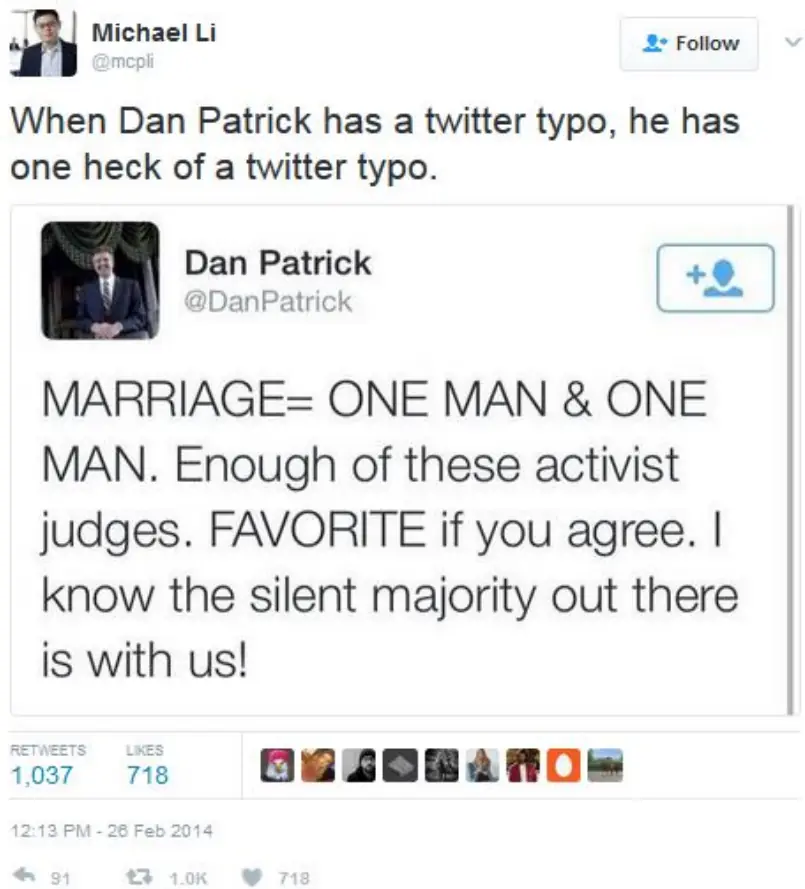 Michael Li
@mcpli
Follow
When Dan Patrick has a twitter typo, he has
one heck of a twitter typo.
Dan Patrick
@DanPatrick
MARRIAGE= ONE MAN & ONE
MAN. Enough of these activist
judges. FAVORITE if you agree. I
know the silent majority out there
is with us!
RETWEETS LIKES
1,037 718
12:13 PM - 26 Feb 2014
91 1.0K 718